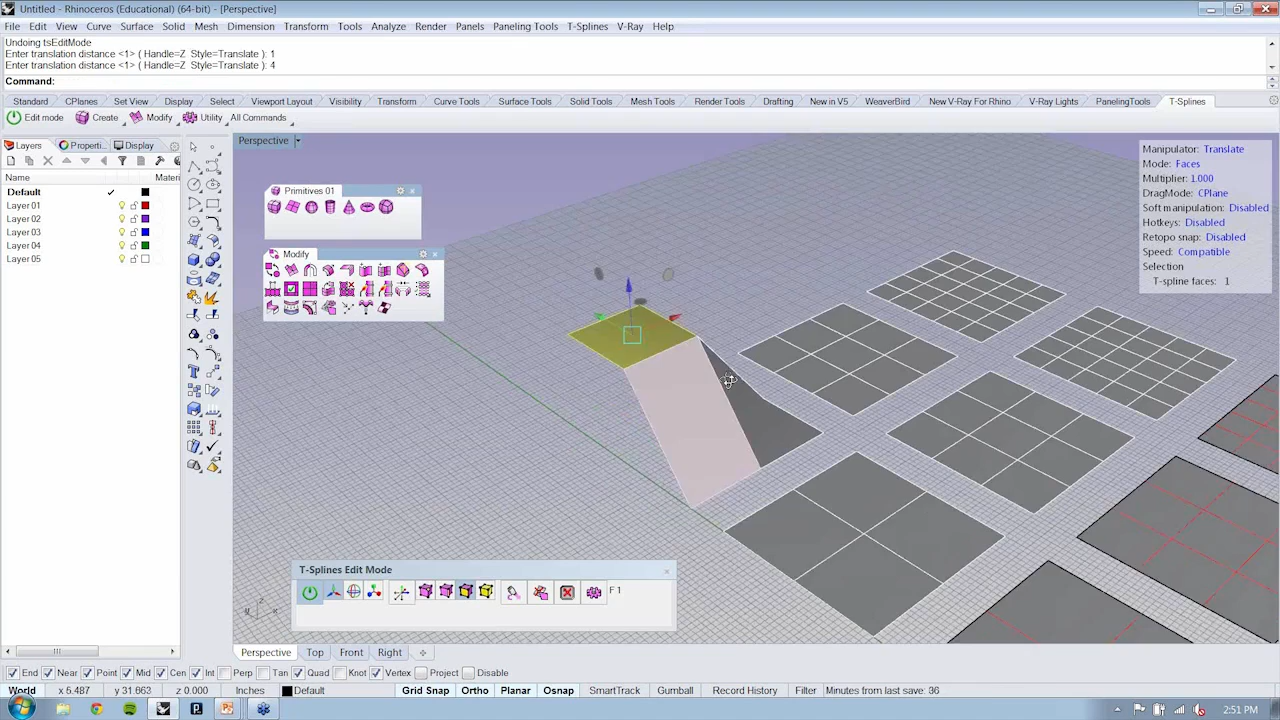 Untitled - Rhinoceros (Educational) (64-bit) - [Perspective]
File Edit View Curve Surface Solid Mesh Dimension Transform Tools Analyze Render Panels Paneling Tools T-Splines V-Ray Help
Undoing tsEditMode
Enter translation distance <1> ( Handle=Z Style=Translate ): 1
Enter translation distance <1> ( Handle=Z Style=Translate ): 4
Command:
Standard CPlanes Set View Display Select Viewport Layout Visibility Transform Curve Tools Surface Tools Solid Tools Mesh Tools Render Tools Drafting New in V5 WeaverBird New V-Ray For Rhino V-Ray Lights PanelingTools T-Splines
Edit mode Create Modify Utility All Commands
Layers Properti... Display
Perspective
Name Materi
Default
Layer 01
Layer 02
Layer 03
Layer 04
Layer 05
Primitives 01
Modify
Manipulator: Translate
Mode: Faces
Multiplier: 1.000
DragMode: CPlane
Soft manipulation: Disabled
Hotkeys: Disabled
Retopo snap: Disabled
Speed: Compatible
Selection
T-spline faces: 1
T-Splines Edit Mode
F 1
Perspective Top Front Right
End Near Point Mid Cen Int Perp Tan Quad Knot Vertex Project Disable
World x 6.487 y 31.663 z 0.000 Inches Default Grid Snap Ortho Planar Osnap SmartTrack Gumball Record History Filter Minutes from last save: 36
2:51 PM